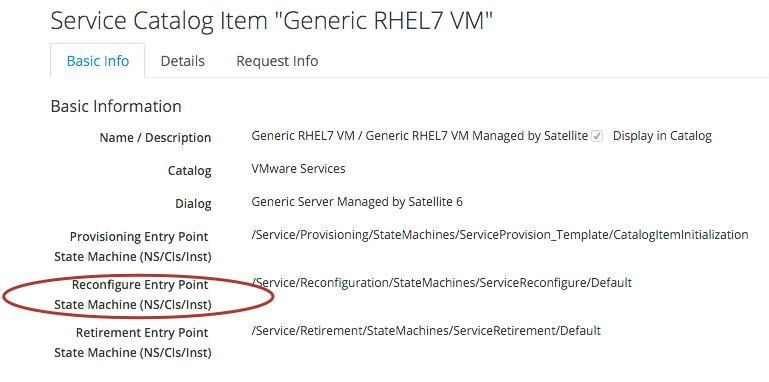 Service Catalog Item "Generic RHEL7 VM"
Basic Info Details Request Info
Basic Information
Name / Description Generic RHEL7 VM / Generic RHEL7 VM Managed by Satellite Display in Catalog
Catalog VMware Services
Dialog Generic Server Managed by Satellite 6
Provisioning Entry Point /Service/Provisioning/StateMachines/ServiceProvision_Template/CatalogItemInitialization
State Machine (NS/Cls/Inst)
Reconfigure Entry Point /Service/Reconfiguration/StateMachines/ServiceReconfigure/Default
State Machine (NS/Cls/Inst)
Retirement Entry Point /Service/Retirement/StateMachines/ServiceRetirement/Default
State Machine (NS/Cls/Inst)